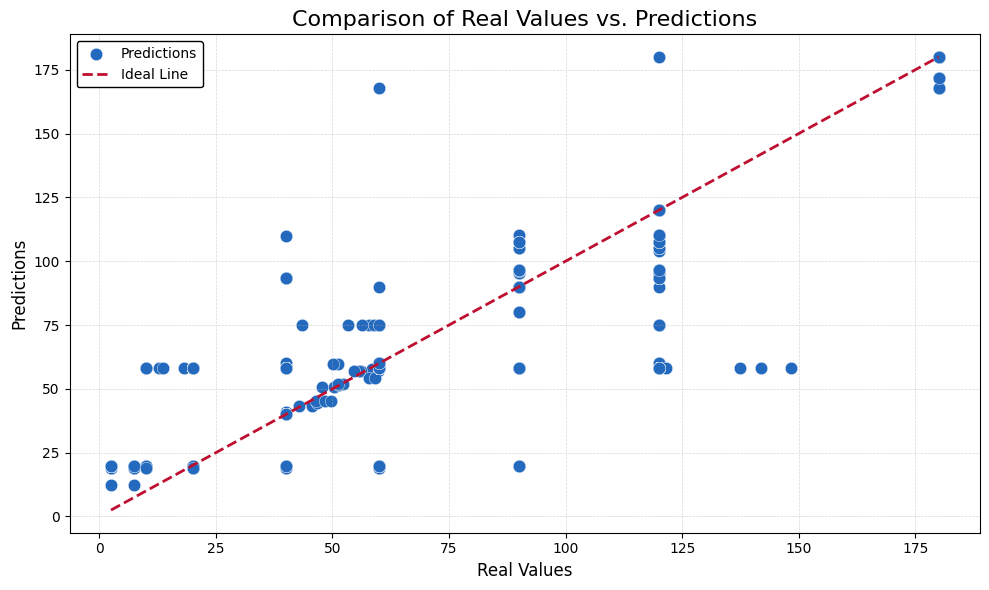 Comparison of Real Values vs. Predictions
Predictions
Ideal Line
Predictions
175
150
125
100
75
50
25
0
0 25 50 75 100 125 150 175
Real Values